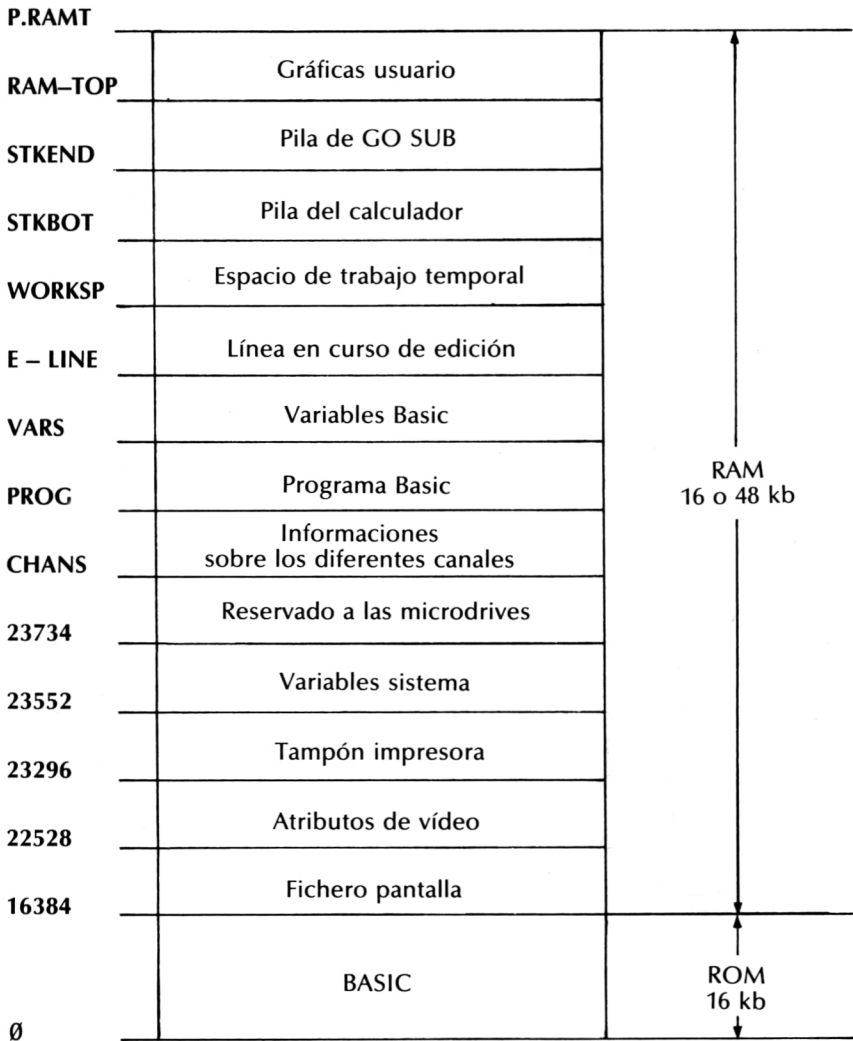 P.RAMT
Gráficas usuario
RAM–TOP
Pila de GO SUB
STKEND
Pila del calculador
STKBOT
Espacio de trabajo temporal
WORKSP
Línea en curso de edición
E – LINE
Variables Basic
VARS
RAM
16 o 48 kb
Programa Basic
PROG
Informaciones
sobre los diferentes canales
CHANS
Reservado a las microdrives
23734
Variables sistema
23552
Tampón impresora
23296
Atributos de vídeo
22528
Fichero pantalla
16384
BASIC
ROM
16 kb
Ø